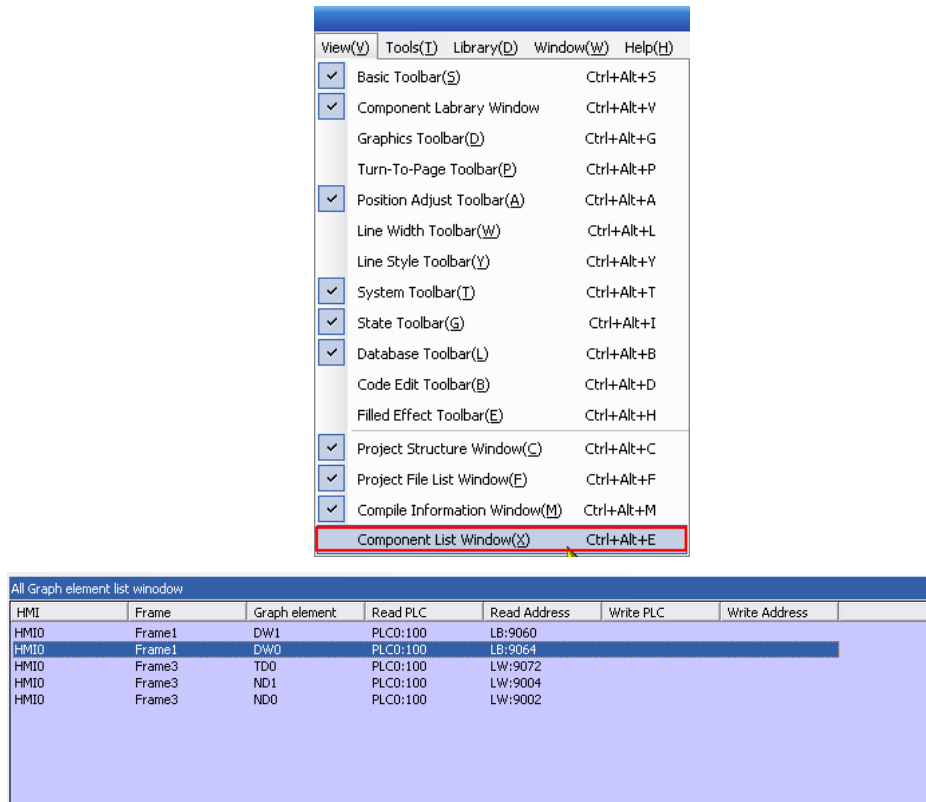 View(V) Tools(T) Library(D) Window(W) Help(H)
Basic Toolbar(S) Ctrl+Alt+S
Component Labrary Window Ctrl+Alt+V
Graphics Toolbar(D) Ctrl+Alt+G
Turn-To-Page Toolbar(P) Ctrl+Alt+P
Position Adjust Toolbar(A) Ctrl+Alt+A
Line Width Toolbar(W) Ctrl+Alt+L
Line Style Toolbar(Y) Ctrl+Alt+Y
System Toolbar(T) Ctrl+Alt+T
State Toolbar(G) Ctrl+Alt+I
Database Toolbar(L) Ctrl+Alt+B
Code Edit Toolbar(B) Ctrl+Alt+D
Filled Effect Toolbar(E) Ctrl+Alt+H
Project Structure Window(C) Ctrl+Alt+C
Project File List Window(F) Ctrl+Alt+F
Compile Information Window(M) Ctrl+Alt+M
Component List Window(X) Ctrl+Alt+E
All Graph element list winodow
HMI Frame Graph element Read PLC Read Address Write PLC Write Address
HMI0 Frame1 DW1 PLC0:100 LB:9060
HMI0 Frame1 DW0 PLC0:100 LB:9064
HMI0 Frame3 TD0 PLC0:100 LW:9072
HMI0 Frame3 ND1 PLC0:100 LW:9004
HMI0 Frame3 ND0 PLC0:100 LW:9002